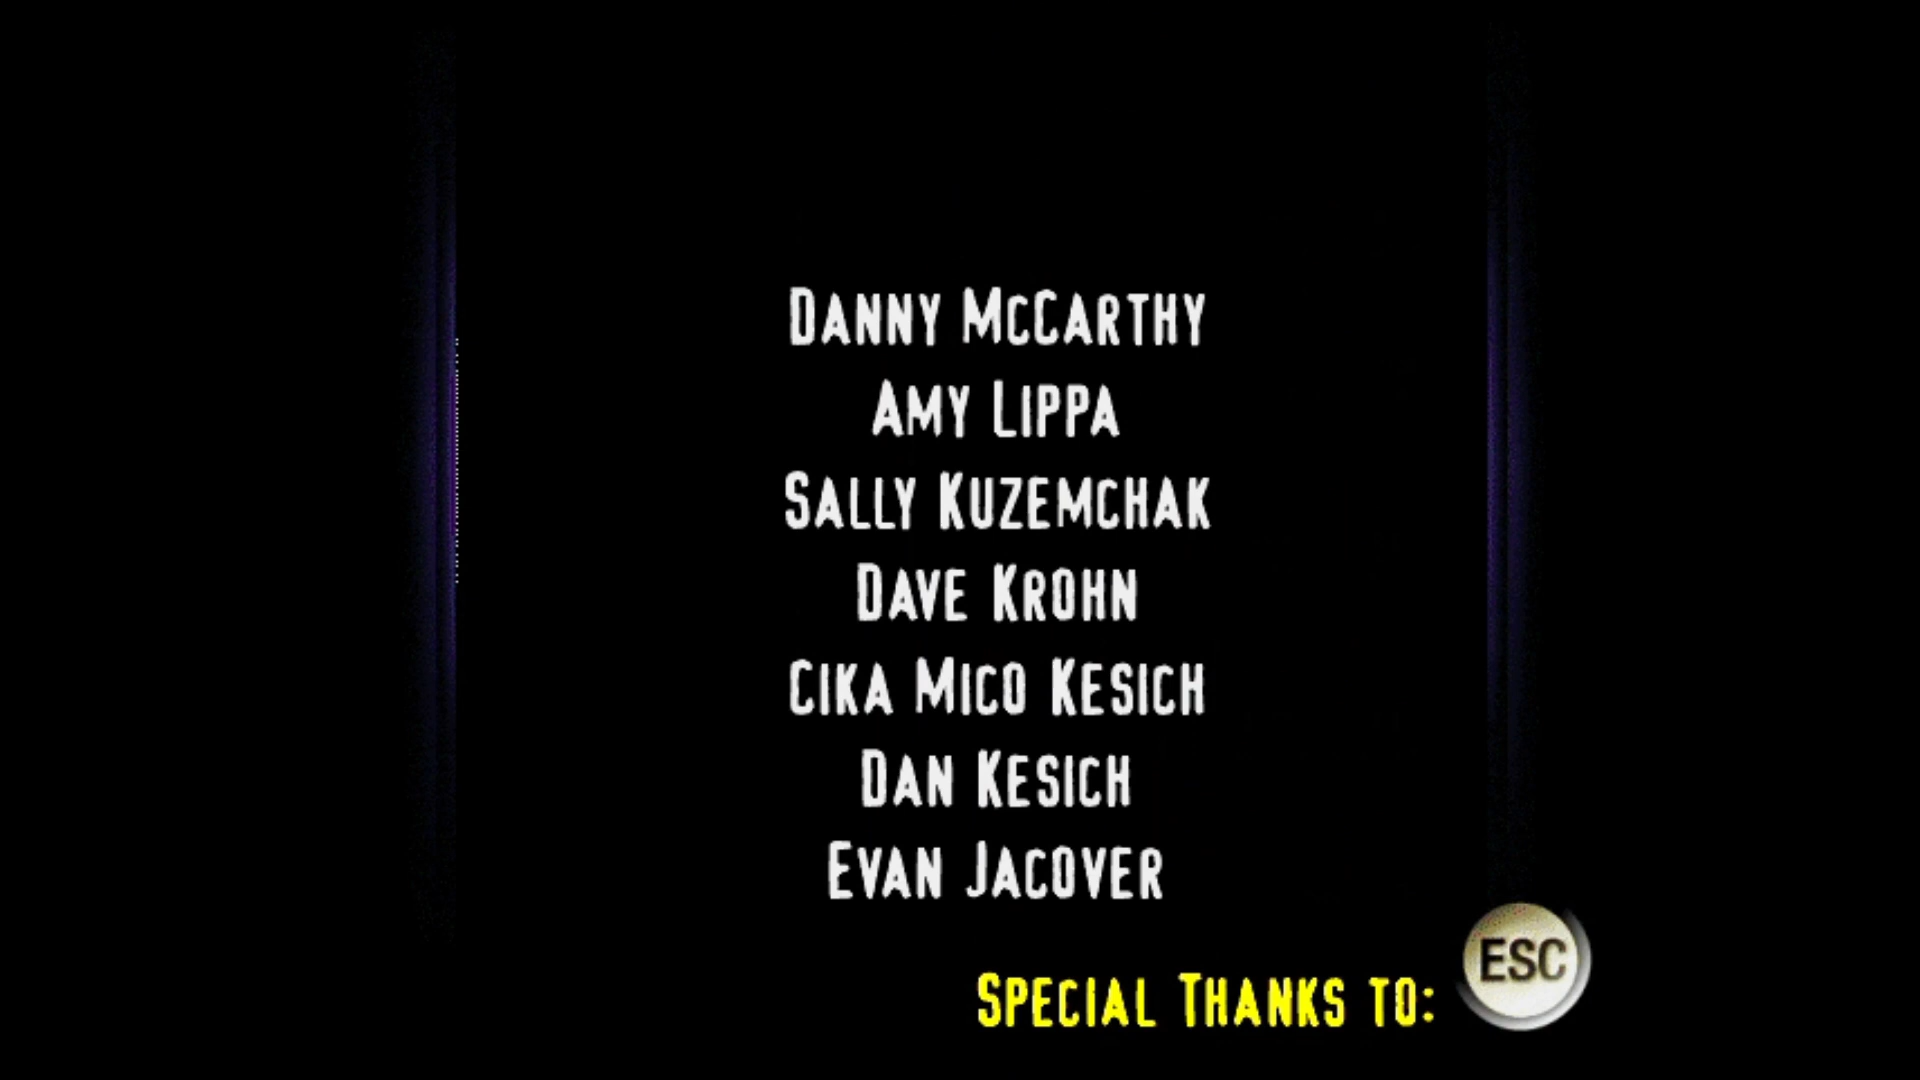 Danny McCarthy
Amy Lippa
Sally Kuzemchak
Dave Krohn
Cika Mico Kesich
Dan Kesich
Evan Jacover
Special Thanks to:
ESC